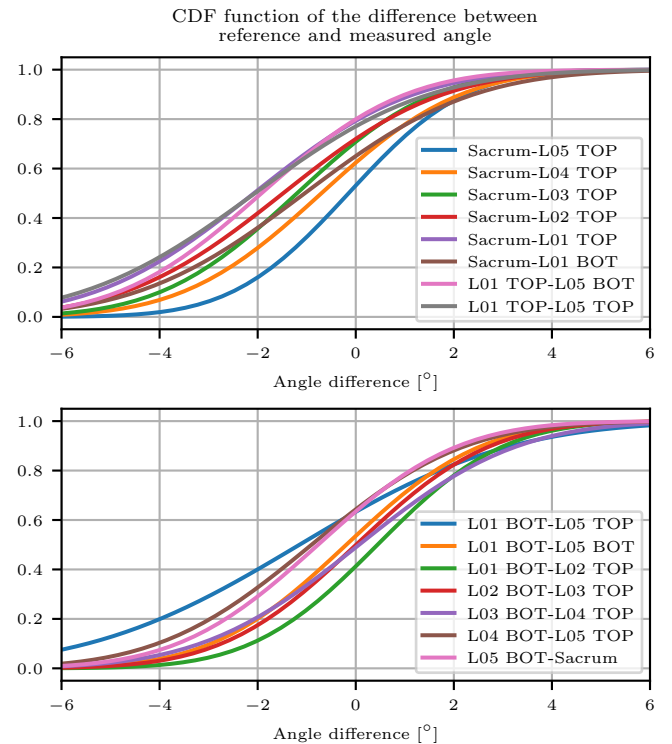 CDF function of the difference between
reference and measured angle
1.0
0.8
0.6
0.4
0.2
0.0
Sacrum-L05 TOP
Sacrum-L04 TOP
Sacrum-L03 TOP
Sacrum-L02 TOP
Sacrum-L01 TOP
Sacrum-L01 BOT
L01 TOP-L05 BOT
L01 TOP-L05 TOP
−6 −4 −2 0 2 4 6
Angle difference [°]
1.0
0.8
0.6
0.4
0.2
0.0
L01 BOT-L05 TOP
L01 BOT-L05 BOT
L01 BOT-L02 TOP
L02 BOT-L03 TOP
L03 BOT-L04 TOP
L04 BOT-L05 TOP
L05 BOT-Sacrum
−6 −4 −2 0 2 4 6
Angle difference [°]